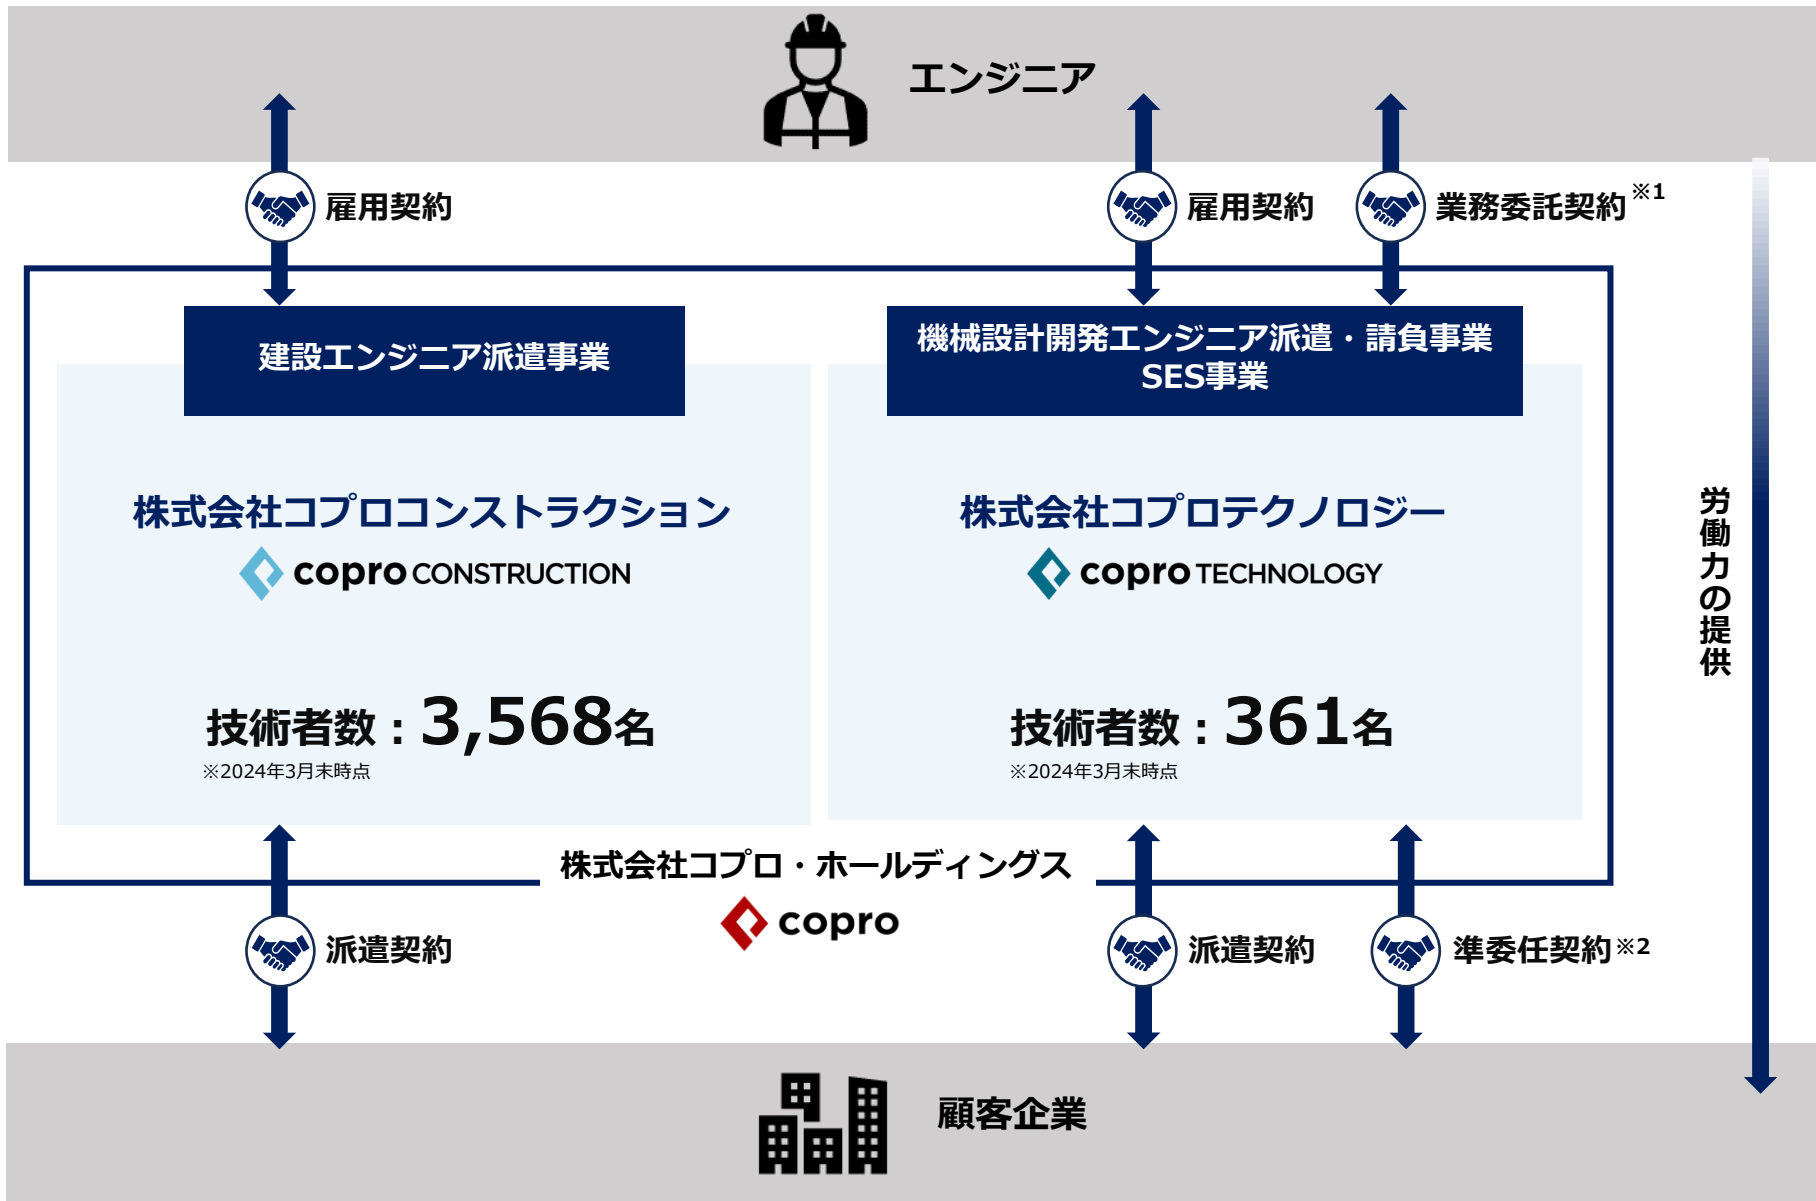 エンジニア
雇用契約
雇用契約
業務委託契約※1
建設エンジニア派遣事業
機械設計開発エンジニア派遣・請負事業
SES事業
株式会社コプロコンストラクション
copro CONSTRUCTION
株式会社コプロテクノロジー
copro TECHNOLOGY
技術者数:3,568名
※2024年3月末時点
技術者数:361名
※2024年3月末時点
労働力の提供
株式会社コプロ・ホールディングス
copro
派遣契約
派遣契約
準委任契約※2
顧客企業